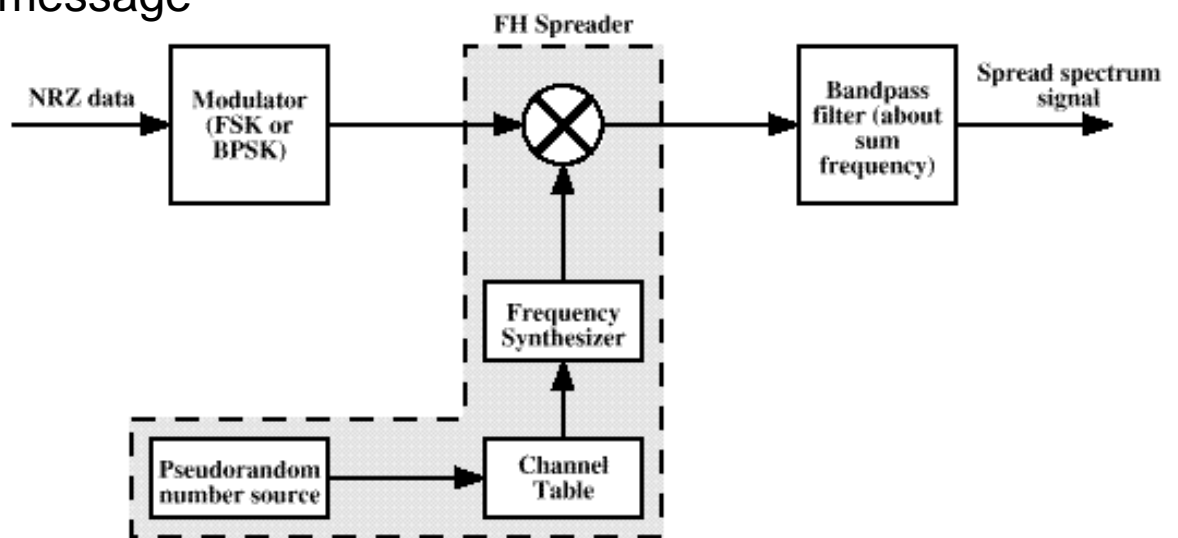 message
FH Spreader
NRZ data
Modulator
(FSK or
BPSK)
Bandpass
filter (about
sum
frequency)
Spread spectrum
signal
Frequency
Synthesizer
Pseudorandom
number source
Channel
Table